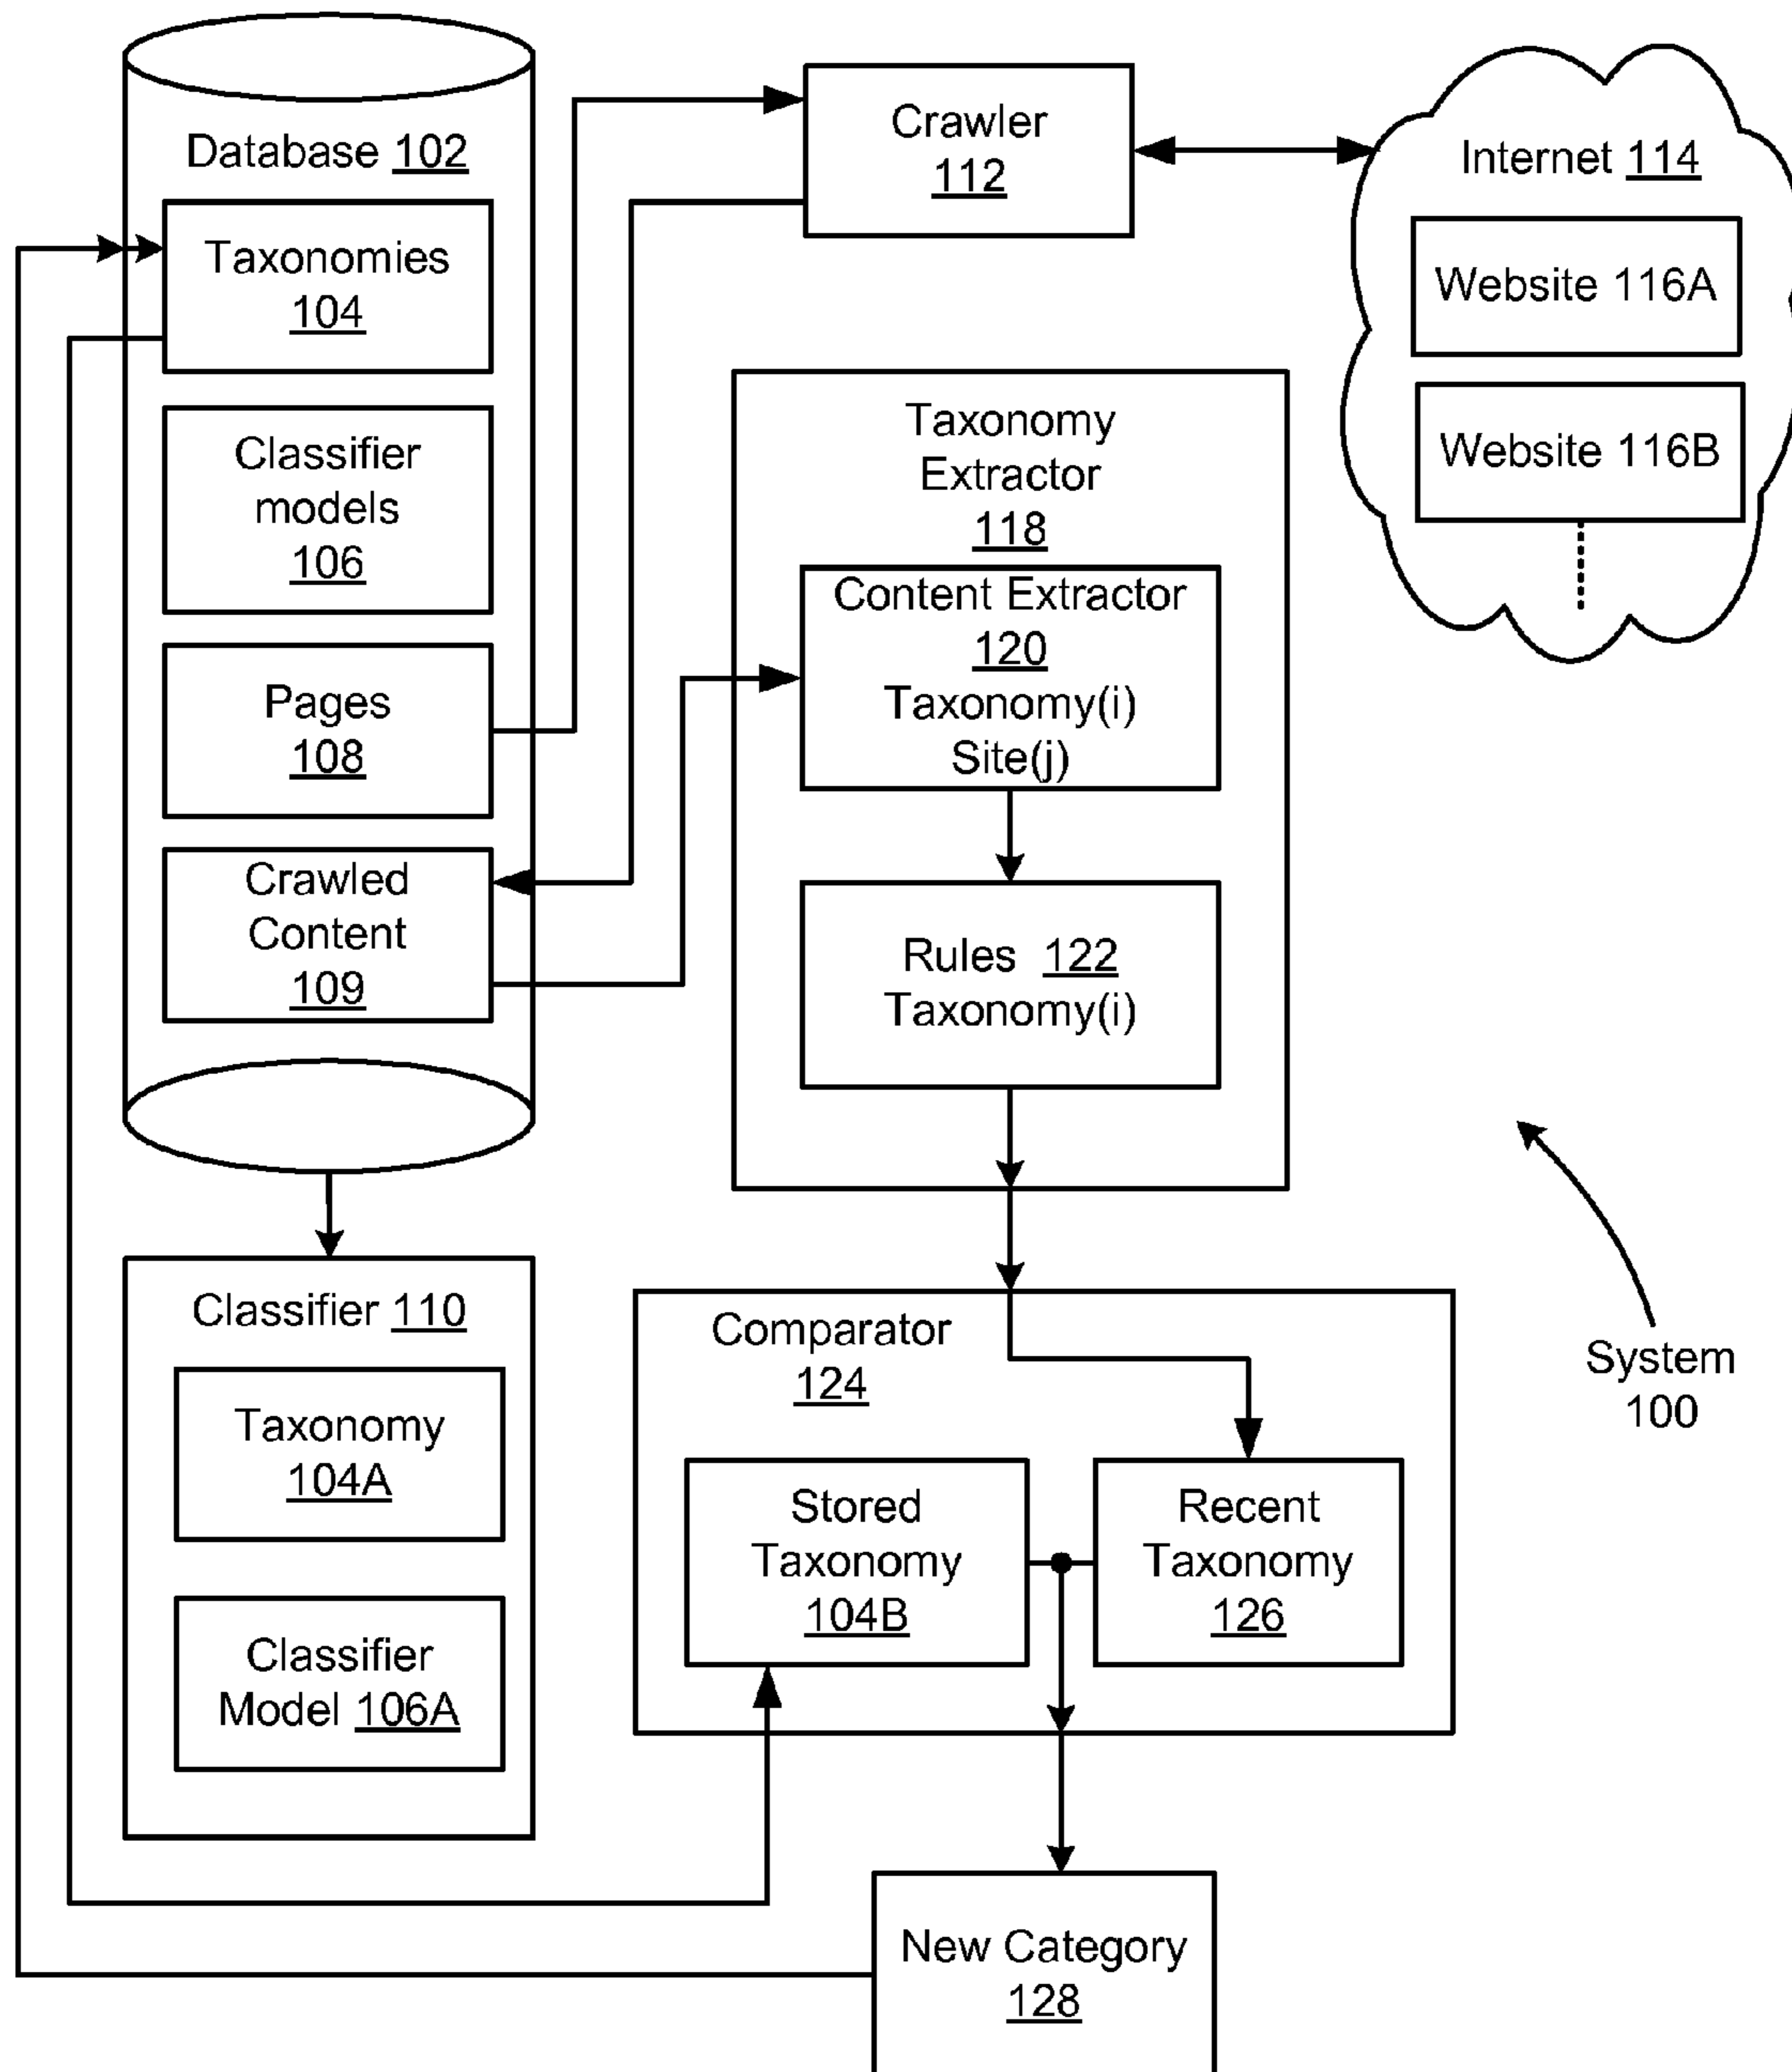 Database 102
Taxonomies
104
Classifier
models
106
Pages
108
Crawled
Content
109
Crawler
112
Internet 114
Website 116A
Website 116B
Taxonomy
Extractor
118
Content Extractor
120
Taxonomy(i)
Site(j)
Rules 122
Taxonomy(i)
Classifier 110
Taxonomy
104A
Classifier
Model 106A
Comparator
124
Stored
Taxonomy
104B
Recent
Taxonomy
126
System
100
New Category
128